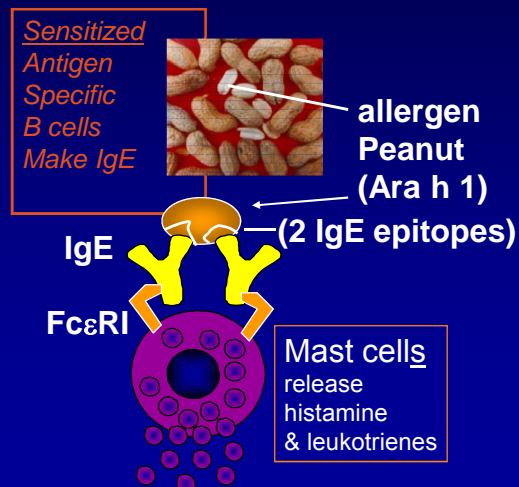 Sensitized
Antigen
Specific
B cells
Make IgE
allergen
Peanut
(Ara h 1)
(2 IgE epitopes)
IgE
FcεRI
Mast cells
release
histamine
& leukotrienes